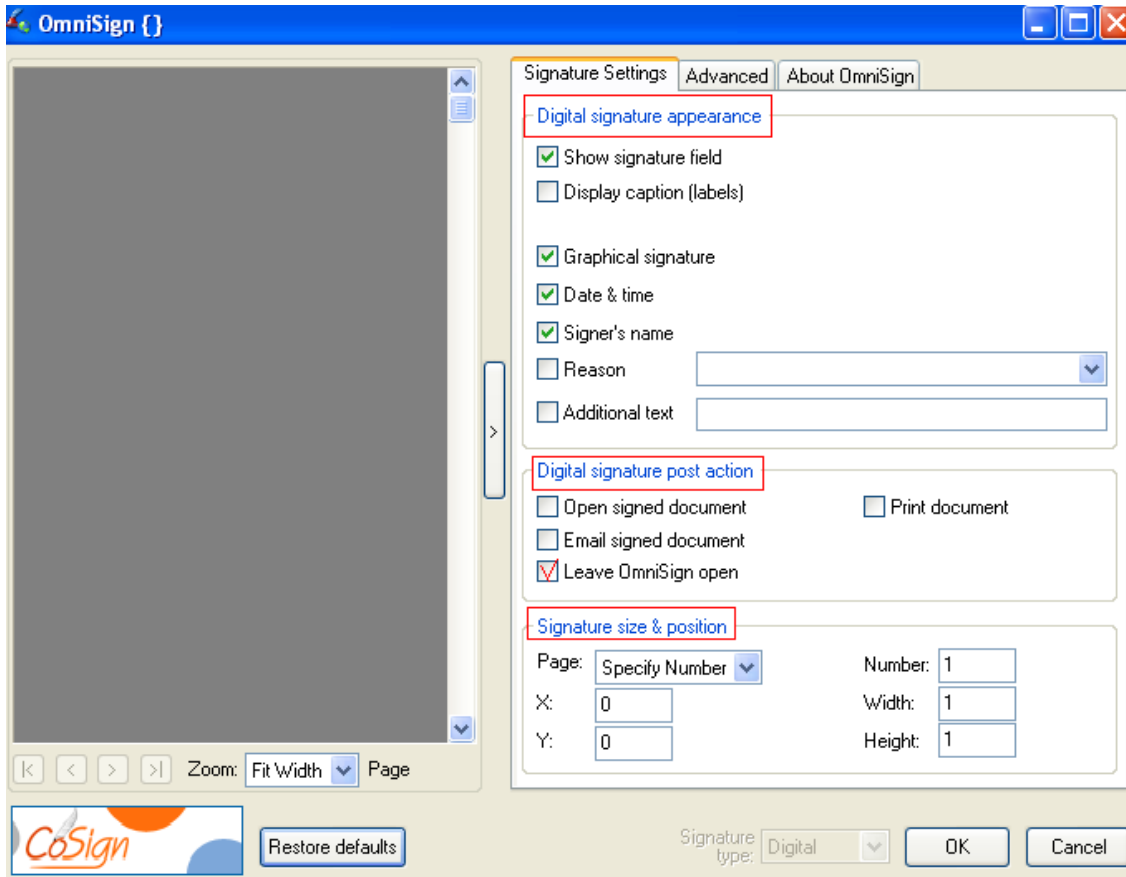 OmniSign {}
Signature Settings Advanced About OmniSign
Digital signature appearance
Show signature field
Display caption (labels)
Graphical signature
Date & time
Signer's name
Reason
Additional text
>
Digital signature post action
Open signed document Print document
Email signed document
Leave OmniSign open
Signature size & position
Page: Specify Number Number: 1
X: 0 Width: 1
Y: 0 Height: 1
Zoom: Fit Width Page
CoSign
Restore defaults
Signature type: Digital
OK Cancel